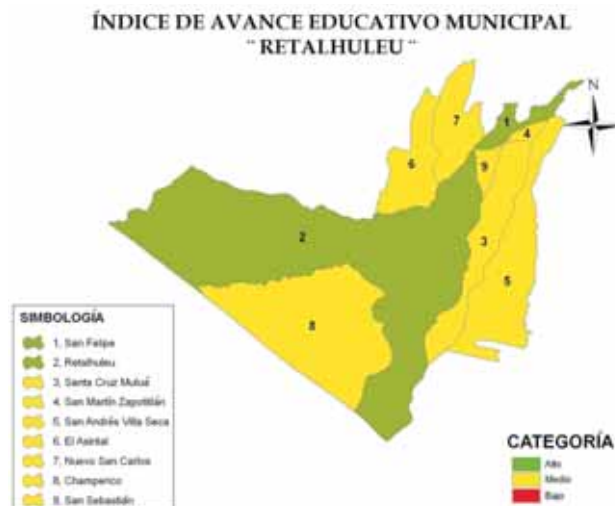 ÍNDICE DE AVANCE EDUCATIVO MUNICIPAL
¨ RETALHULEU ¨
N
7
1
4
6
9
2
3
5
8
SIMBOLOGÍA
1, San Felipe
2, Retalhuleu
3, Santa Cruz Muluá
4, San Martín Zapotitlán
5, San Andrés Villa Seca
6, El Asintal
7, Nuevo San Carlos
8, Champerico
9, San Sebastián
CATEGORÍA
Alto
Medio
Bajo